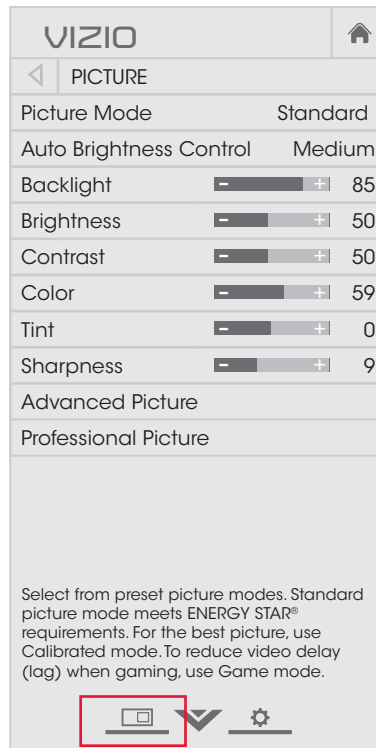 VIZIO
PICTURE
Picture Mode Standard
Auto Brightness Control Medium
Backlight - + 85
Brightness - + 50
Contrast - + 50
Color - + 59
Tint - + 0
Sharpness - + 9
Advanced Picture
Professional Picture
Select from preset picture modes. Standard
picture mode meets ENERGY STAR®
requirements. For the best picture, use
Calibrated mode. To reduce video delay
(lag) when gaming, use Game mode.